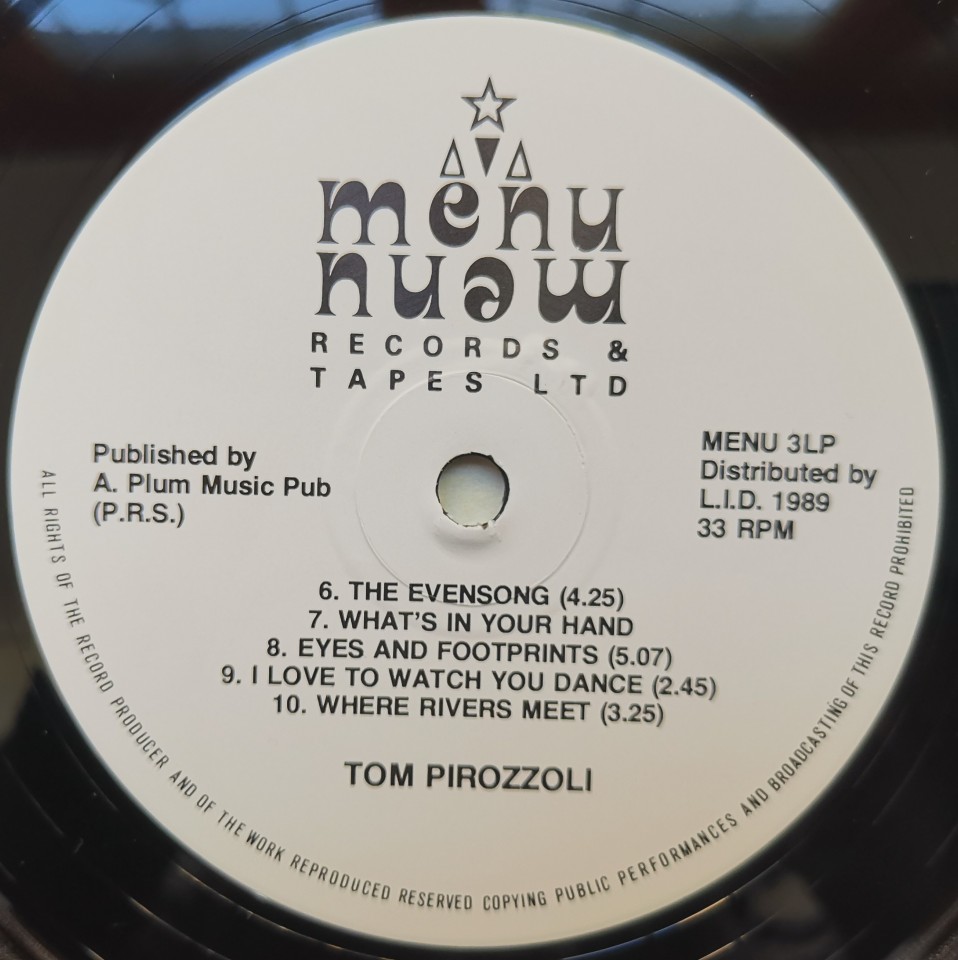 menu
menu
RECORDS &
TAPES LTD
Published by
A. Plum Music Pub
(P.R.S.)
MENU 3LP
Distributed by
L.I.D. 1989
33 RPM
6. THE EVENSONG (4.25)
7. WHAT'S IN YOUR HAND
8. EYES AND FOOTPRINTS (5.07)
9. I LOVE TO WATCH YOU DANCE (2.45)
10. WHERE RIVERS MEET (3.25)
TOM PIROZZOLI
ALL RIGHTS OF THE RECORD PRODUCER AND OF THE WORK REPRODUCED RESERVED COPYING PUBLIC PERFORMANCES AND BROADCASTING OF THIS RECORD PROHIBITED